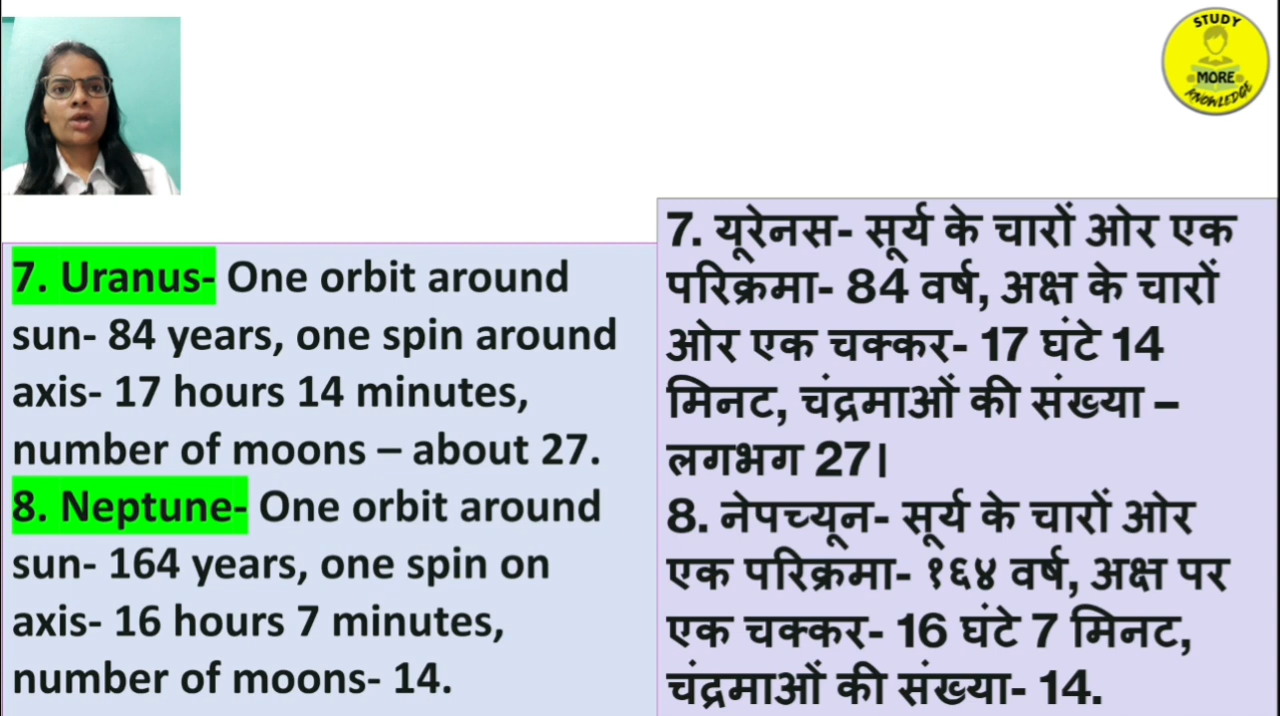 STUDY
MORE
KNOWLEDGE
7. Uranus- One orbit around
sun- 84 years, one spin around
axis- 17 hours 14 minutes,
number of moons – about 27.
8. Neptune- One orbit around
sun- 164 years, one spin on
axis- 16 hours 7 minutes,
number of moons- 14.
7. यूरेनस- सूर्य के चारों ओर एक
परिक्रमा- 84 वर्ष, अक्ष के चारों
ओर एक चक्कर- 17 घंटे 14
मिनट, चंद्रमाओं की संख्या –
लगभग 27।
8. नेपच्यून- सूर्य के चारों ओर
एक परिक्रमा- १६४ वर्ष, अक्ष पर
एक चक्कर- 16 घंटे 7 मिनट,
चंद्रमाओं की संख्या- 14.